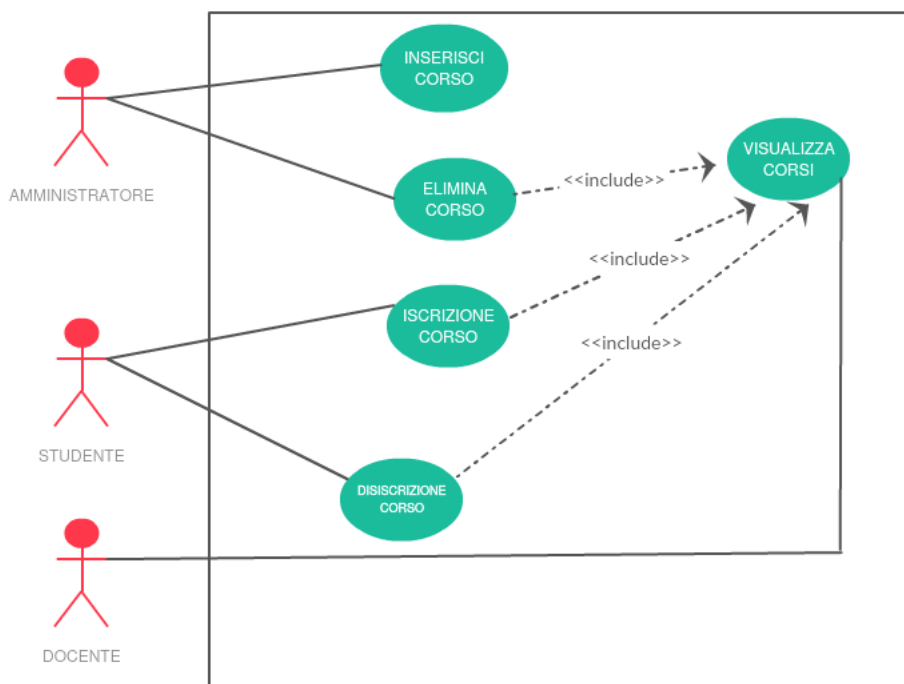 INSERISCI
CORSO
VISUALIZZA
CORSI
<<include>>
ELIMINA
CORSO
AMMINISTRATORE
<<include>>
ISCRIZIONE
CORSO
<<include>>
STUDENTE
DISISCRIZIONE
CORSO
DOCENTE